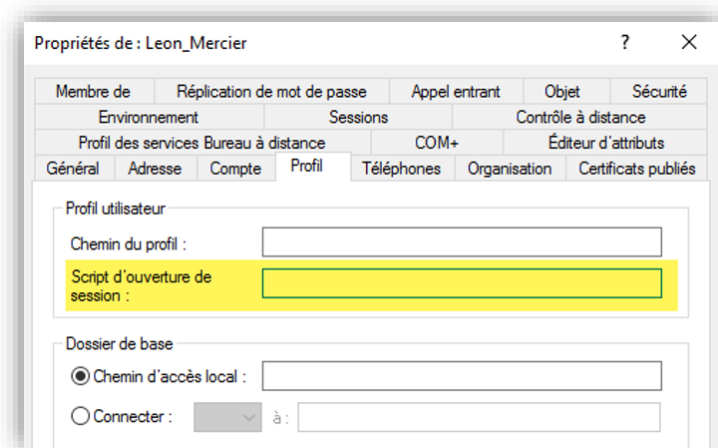 Propriétés de : Leon_Mercier ? ×
Membre de Réplication de mot de passe Appel entrant Objet Sécurité
Environnement Sessions Contrôle à distance
Profil des services Bureau à distance COM+ Éditeur d'attributs
Général Adresse Compte Profil Téléphones Organisation Certificats publiés
Profil utilisateur
Chemin du profil :
Script d'ouverture de
session :
Dossier de base
Chemin d'accès local :
Connecter : à :